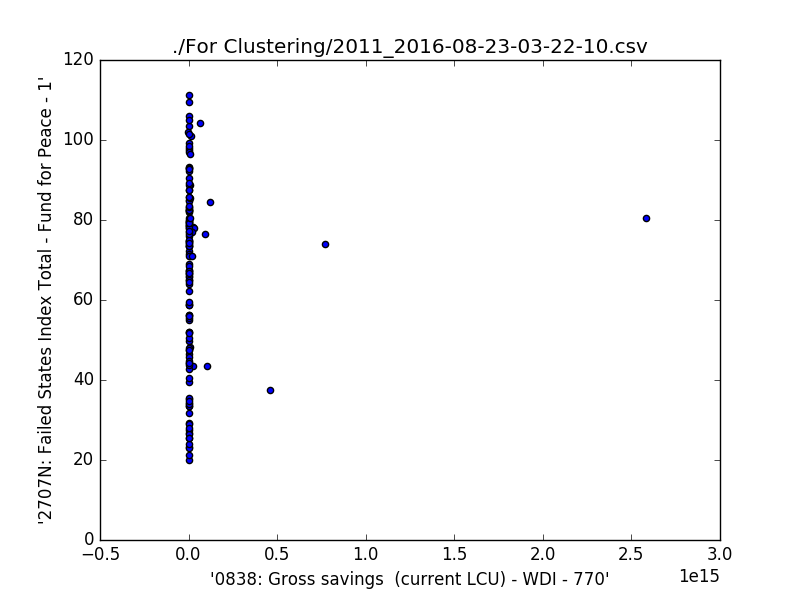 ./For Clustering/2011_2016-08-23-03-22-10.csv
120
100
80
60
40
20
0
'2707N: Failed States Index Total - Fund for Peace - 1'
−0.5 0.0 0.5 1.0 1.5 2.0 2.5 3.0
1e15
'0838: Gross savings  (current LCU) - WDI - 770'